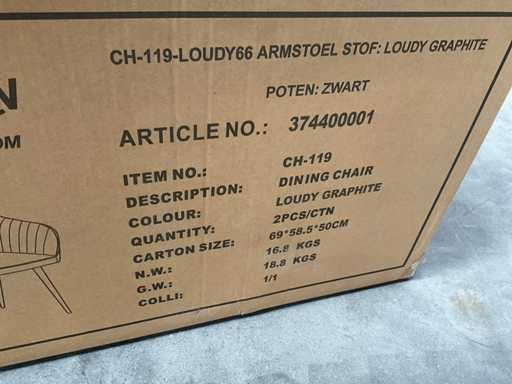 CH-119-LOUDY66 ARMSTOEL STOF: LOUDY GRAPHITE
POTEN: ZWART
N
OM
ARTICLE NO.: 374400001
ITEM NO.: CH-119
DESCRIPTION: DINING CHAIR
COLOUR: LOUDY GRAPHITE
QUANTITY: 2PCS/CTN
CARTON SIZE: 69*58.5*50CM
N.W.: 16.8 KGS
G.W.: 18.8 KGS
COLLI: 1/1